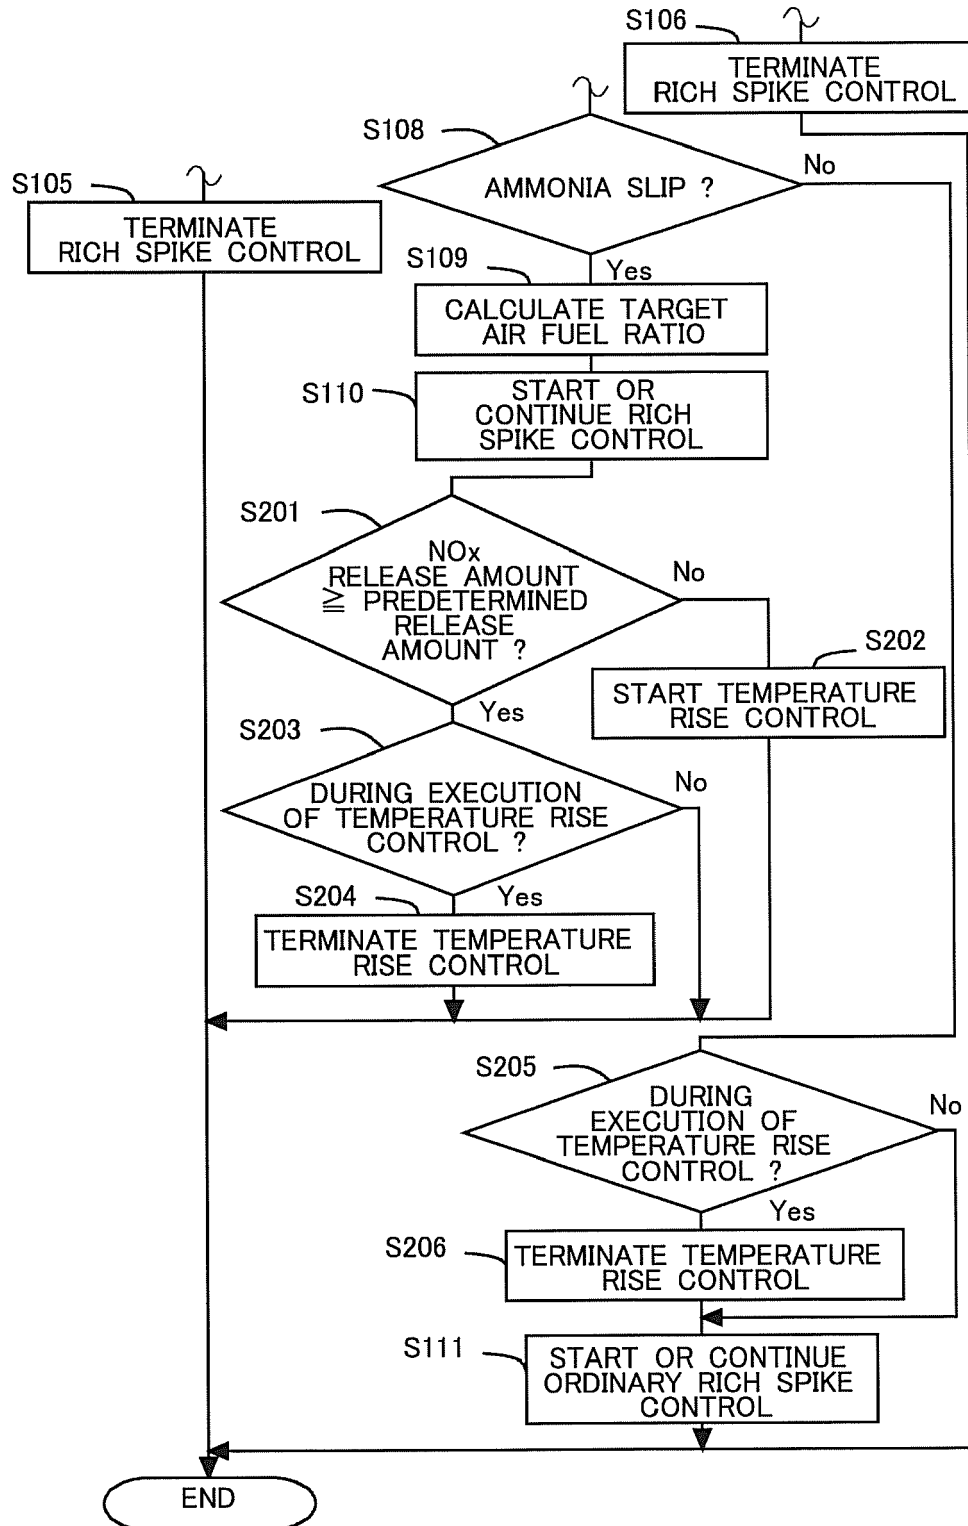 S106
TERMINATE
RICH SPIKE CONTROL
S108
AMMONIA SLIP ?
No
S105
TERMINATE
RICH SPIKE CONTROL
Yes
S109
CALCULATE TARGET
AIR FUEL RATIO
S110
START OR
CONTINUE RICH
SPIKE CONTROL
S201
NOx
RELEASE AMOUNT
≧ PREDETERMINED
RELEASE
AMOUNT ?
No
S202
START TEMPERATURE
RISE CONTROL
Yes
S203
DURING EXECUTION
OF TEMPERATURE RISE
CONTROL ?
No
Yes
S204
TERMINATE TEMPERATURE
RISE CONTROL
S205
DURING
EXECUTION OF
TEMPERATURE RISE
CONTROL ?
No
Yes
S206
TERMINATE TEMPERATURE
RISE CONTROL
S111
START OR CONTINUE
ORDINARY RICH SPIKE
CONTROL
END